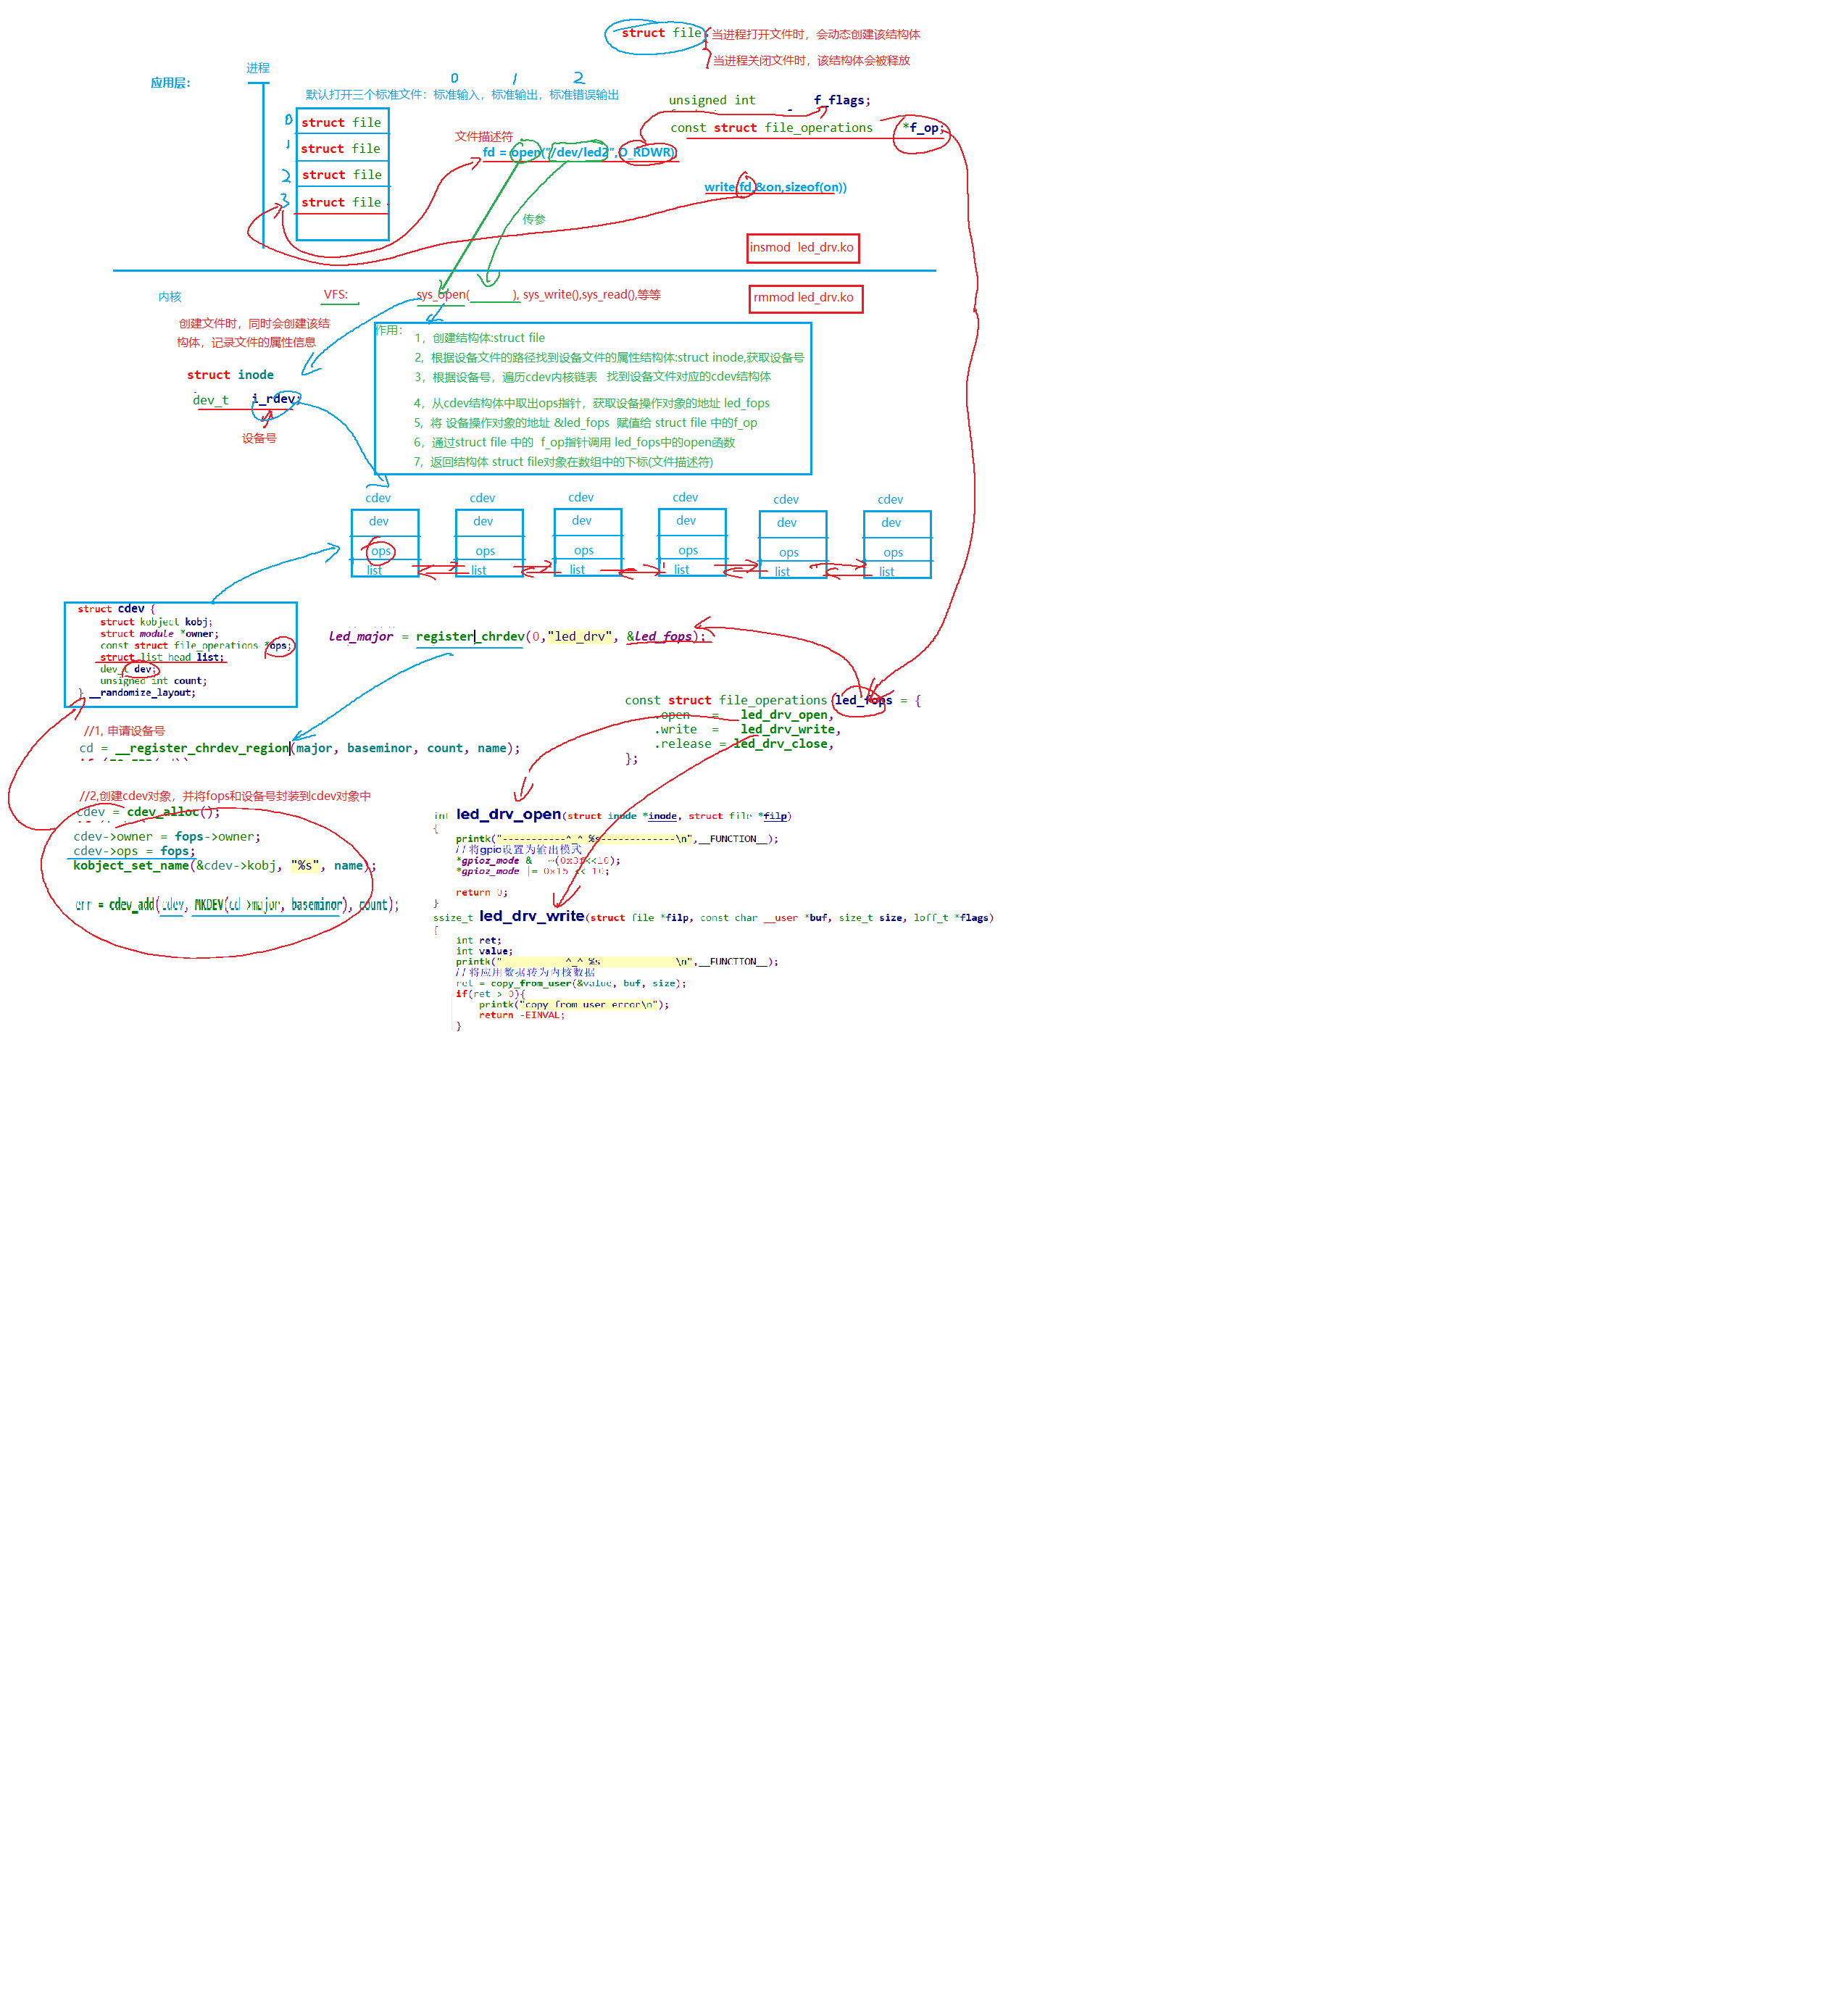 struct file;
当进程打开文件时，会动态创建该结构体
当进程关闭文件时，该结构体会被释放
进程
应用层：
0 1 2
默认打开三个标准文件：标准输入，标准输出，标准错误输出
unsigned int f_flags;
const struct file_operations *f_op;
0 struct file
1 struct file
2 struct file
3 struct file
文件描述符
fd = open("/dev/led2",O_RDWR)
write(fd,&on,sizeof(on))
传参
insmod led_drv.ko
内核
VFS:
sys_open( ), sys_write(),sys_read(),等等
rmmod led_drv.ko
创建文件时，同时会创建该结
构体，记录文件的属性信息
struct inode
dev_t i_rdev;
设备号
作用：
1，创建结构体:struct file
2，根据设备文件的路径找到设备文件的属性结构体:struct inode,获取设备号
3，根据设备号，遍历cdev内核链表 找到设备文件对应的cdev结构体
4，从cdev结构体中取出ops指针，获取设备操作对象的地址 led_fops
5，将 设备操作对象的地址 &led_fops 赋值给 struct file 中的f_op
6，通过struct file 中的 f_op指针调用 led_fops中的open函数
7，返回结构体 struct file对象在数组中的下标(文件描述符)
cdev cdev cdev cdev cdev cdev
dev dev dev dev dev dev
ops ops ops ops ops ops
list list list list list list
struct cdev {
struct kobject kobj;
struct module *owner;
const struct file_operations *ops;
struct list_head list;
dev_t dev;
unsigned int count;
} __randomize_layout;
led_major = register_chrdev(0,"led_drv", &led_fops);
const struct file_operations led_fops = {
.open = led_drv_open,
.write = led_drv_write,
.release = led_drv_close,
};
//1, 申请设备号
cd = __register_chrdev_region(major, baseminor, count, name);
//2,创建cdev对象，并将fops和设备号封装到cdev对象中
cdev = cdev_alloc();
cdev->owner = fops->owner;
cdev->ops = fops;
kobject_set_name(&cdev->kobj, "%s", name);
err = cdev_add(cdev, MKDEV(cd->major, baseminor), count);
int led_drv_open(struct inode *inode, struct file *filp)
{
printk("-----------^_^ %s-------------\n",__FUNCTION__);
//将gpio设置为输出模式
*gpioz_mode & ~(0x3f<<10);
*gpioz_mode |= 0x15 << 10;
return 0;
}
ssize_t led_drv_write(struct file *filp, const char __user *buf, size_t size, loff_t *flags)
{
int ret;
int value;
printk(" ^_^ %s \n",__FUNCTION__);
//将应用数据转为内核数据
ret = copy_from_user(&value, buf, size);
if(ret > 0){
printk("copy from user error\n");
return -EINVAL;
}